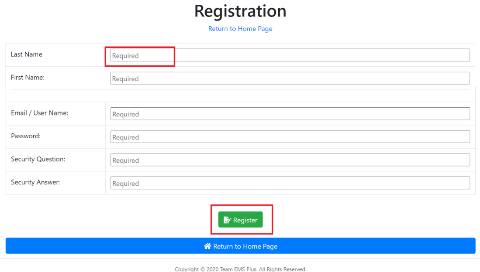 Registration
Return to Home Page
Last Name
Required
First Name:
Required
Email / User Name:
Required
Password:
Required
Security Question:
Required
Security Answer:
Required
Register
Return to Home Page
Copyright © 2020 Team EMS Plus. All Rights Reserved.